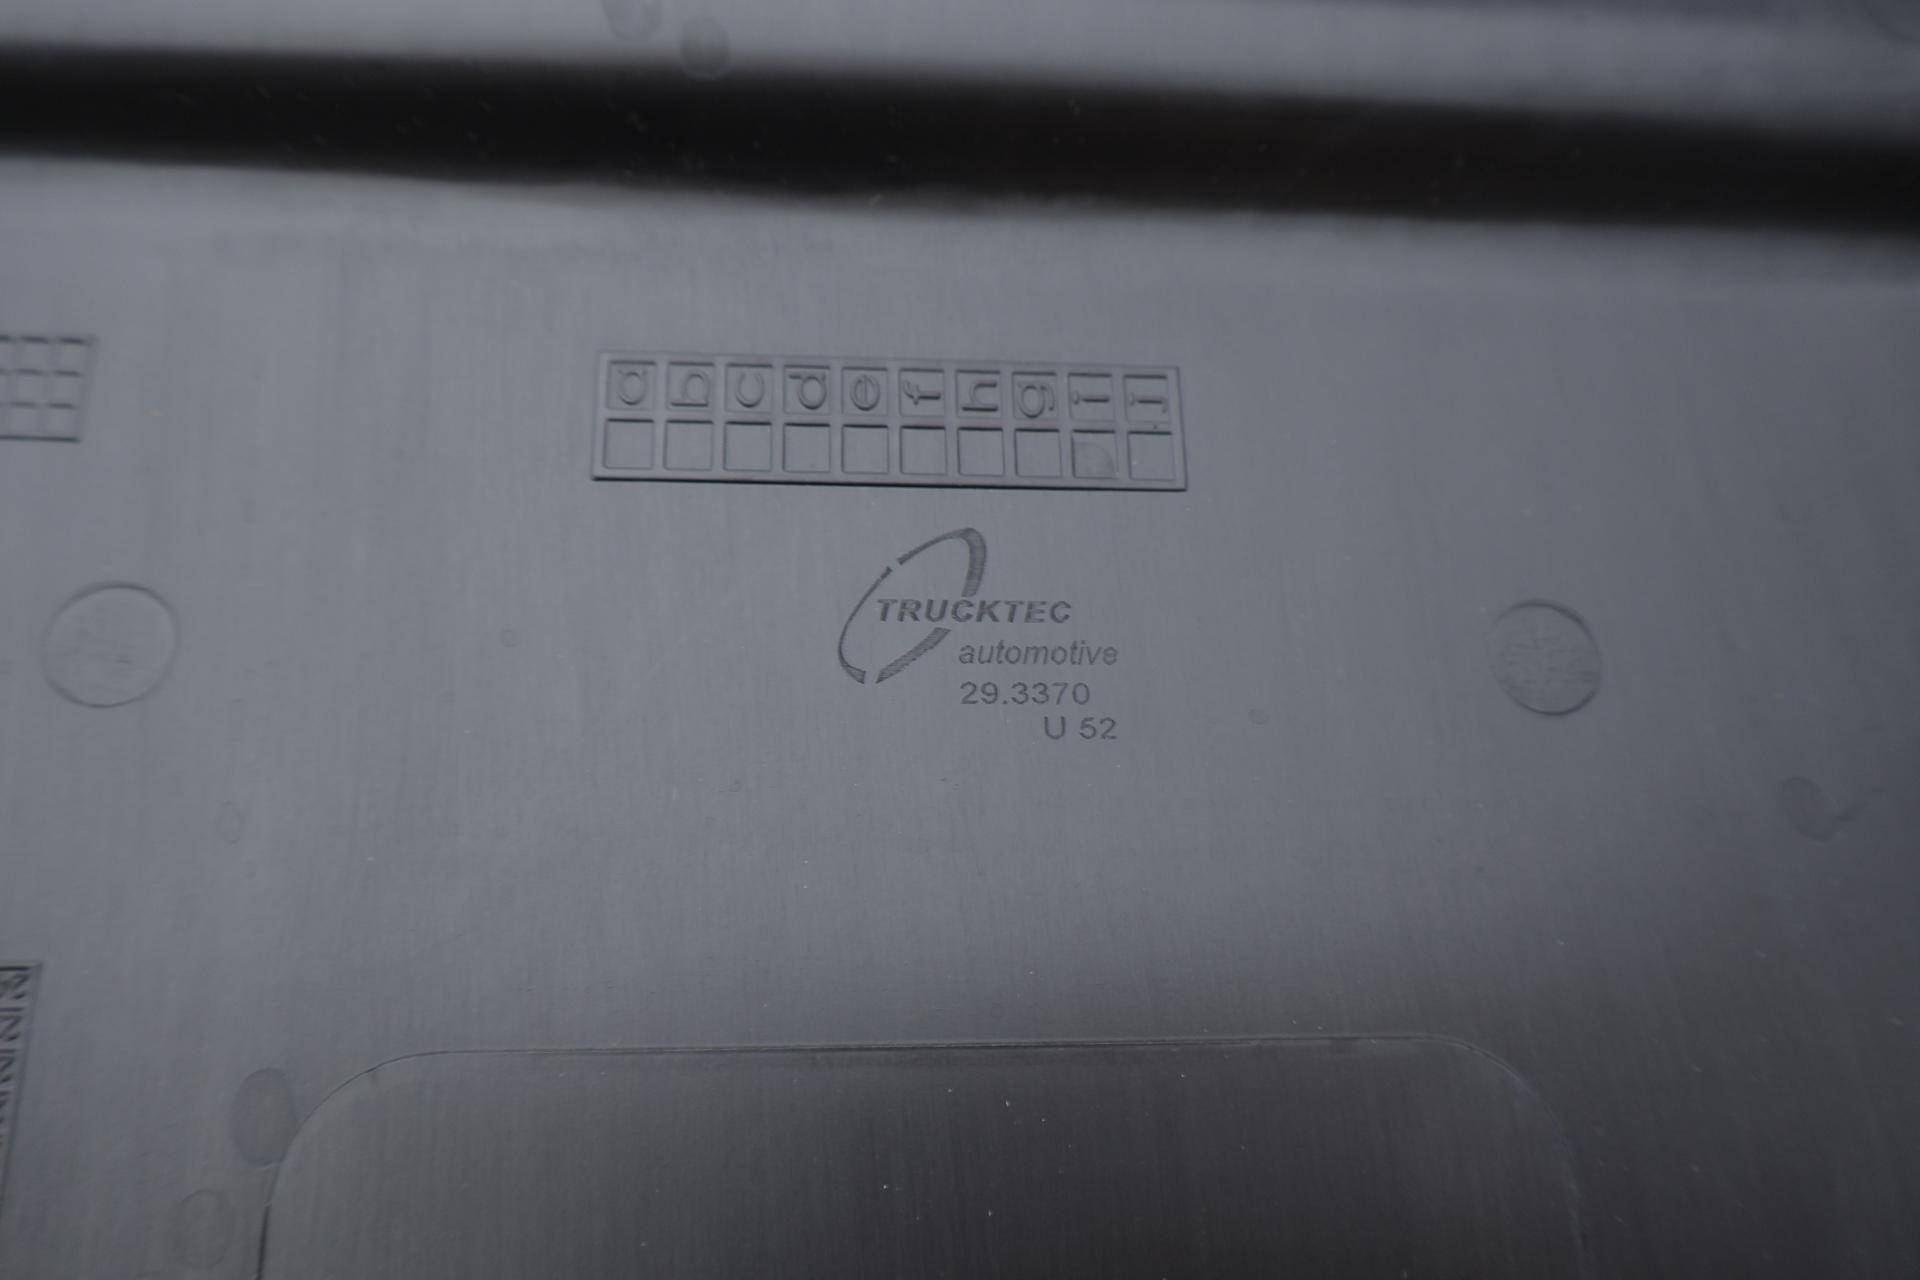 a b c d e f h g i j
TRUCKTEC
automotive
29.3370
U 52